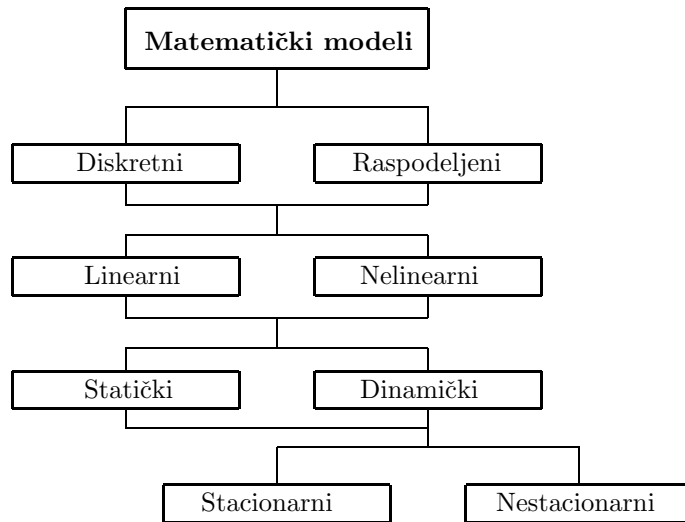 Matematički modeli
Diskretni
Raspodeljeni
Linearni
Nelinearni
Statički
Dinamički
Stacionarni
Nestacionarni